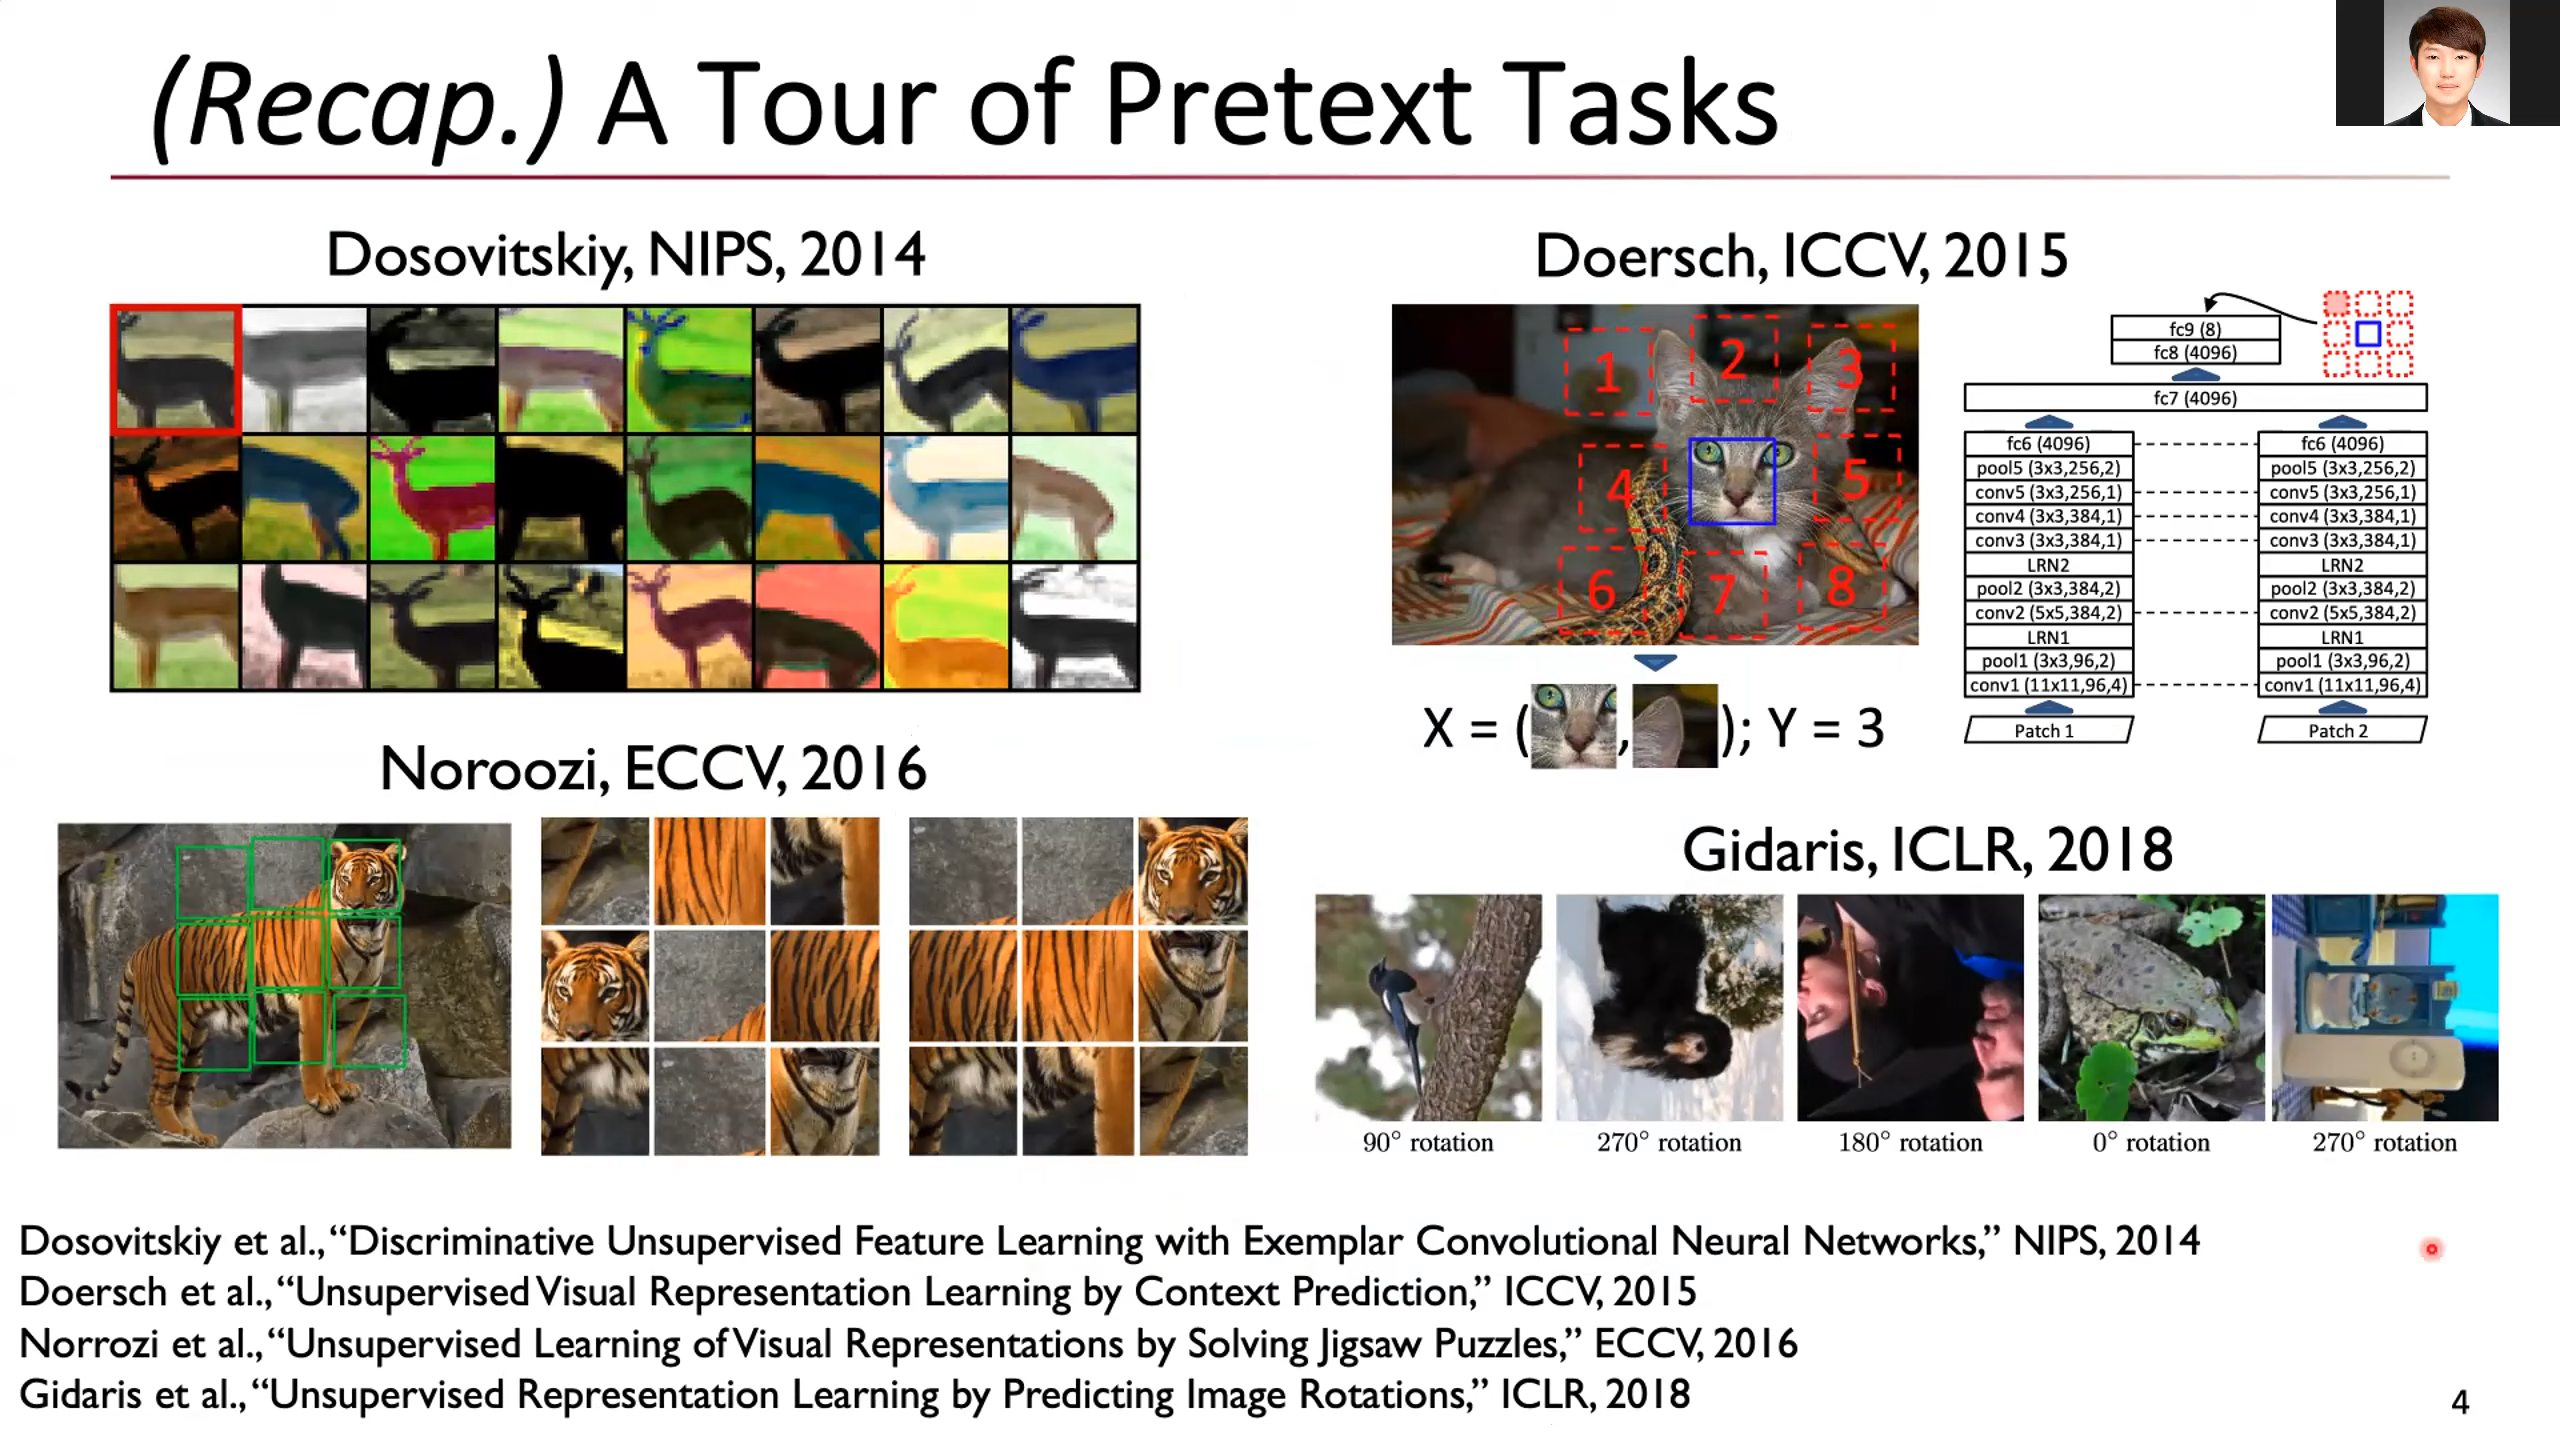 (Recap.) A Tour of Pretext Tasks
Dosovitskiy, NIPS, 2014
Doersch, ICCV, 2015
1 2 3
4 5
6 7 8
X = ( , ); Y = 3
fc9 (8)
fc8 (4096)
fc7 (4096)
fc6 (4096) fc6 (4096)
pool5 (3x3,256,2) pool5 (3x3,256,2)
conv5 (3x3,256,1) conv5 (3x3,256,1)
conv4 (3x3,384,1) conv4 (3x3,384,1)
conv3 (3x3,384,1) conv3 (3x3,384,1)
LRN2 LRN2
pool2 (3x3,384,2) pool2 (3x3,384,2)
conv2 (5x5,384,2) conv2 (5x5,384,2)
LRN1 LRN1
pool1 (3x3,96,2) pool1 (3x3,96,2)
conv1 (11x11,96,4) conv1 (11x11,96,4)
Patch 1 Patch 2
Noroozi, ECCV, 2016
Gidaris, ICLR, 2018
90° rotation 270° rotation 180° rotation 0° rotation 270° rotation
Dosovitskiy et al., “Discriminative Unsupervised Feature Learning with Exemplar Convolutional Neural Networks,” NIPS, 2014
Doersch et al., “Unsupervised Visual Representation Learning by Context Prediction,” ICCV, 2015
Norrozi et al., “Unsupervised Learning of Visual Representations by Solving Jigsaw Puzzles,” ECCV, 2016
Gidaris et al., “Unsupervised Representation Learning by Predicting Image Rotations,” ICLR, 2018
4